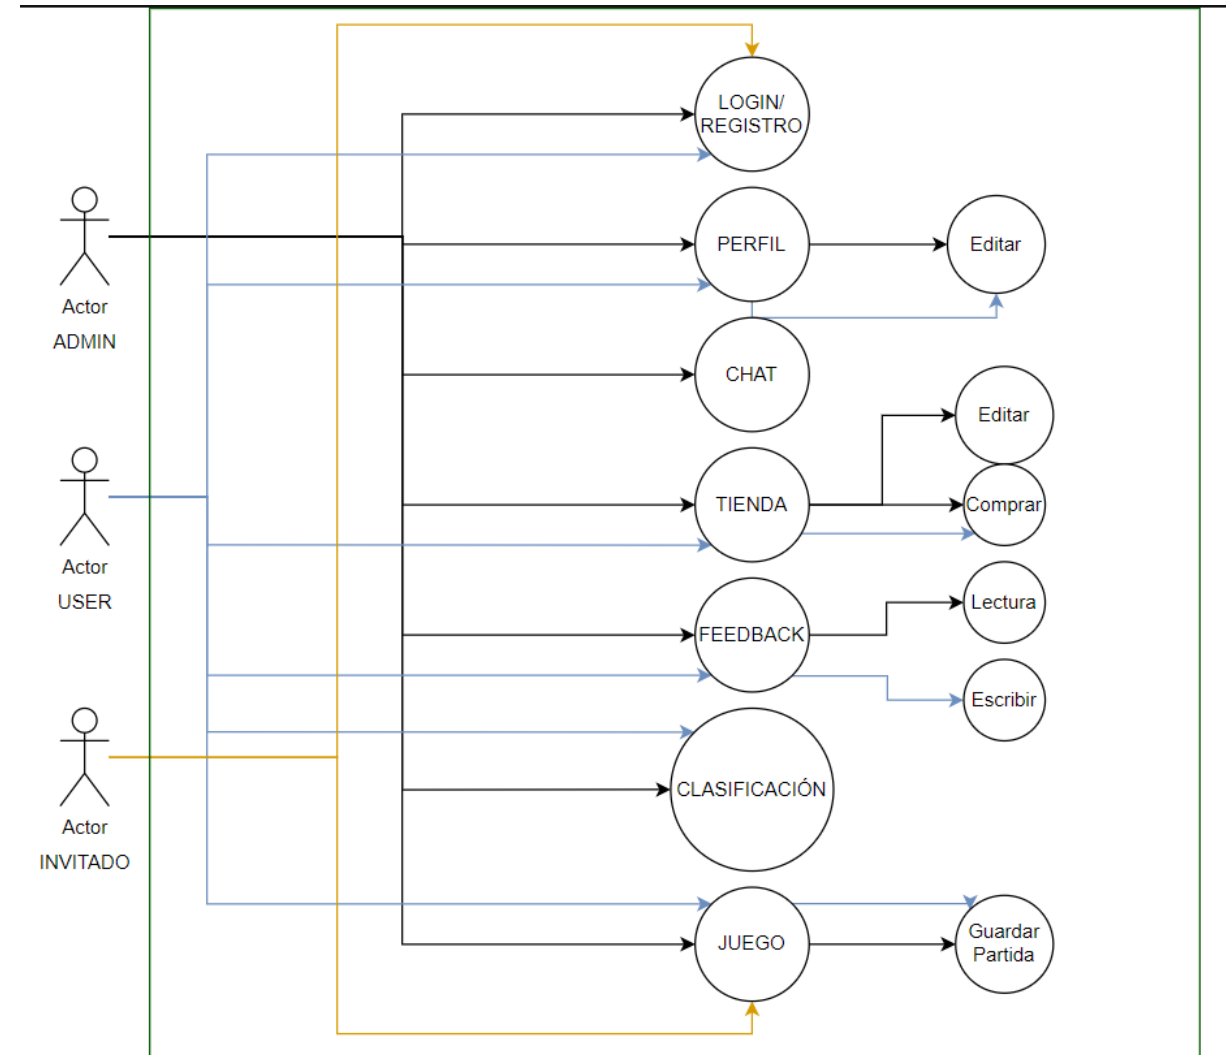 LOGIN/
REGISTRO
PERFIL
Editar
Actor
ADMIN
CHAT
Editar
TIENDA
Comprar
Actor
USER
Lectura
FEEDBACK
Escribir
CLASIFICACIÓN
Actor
INVITADO
JUEGO
Guardar
Partida